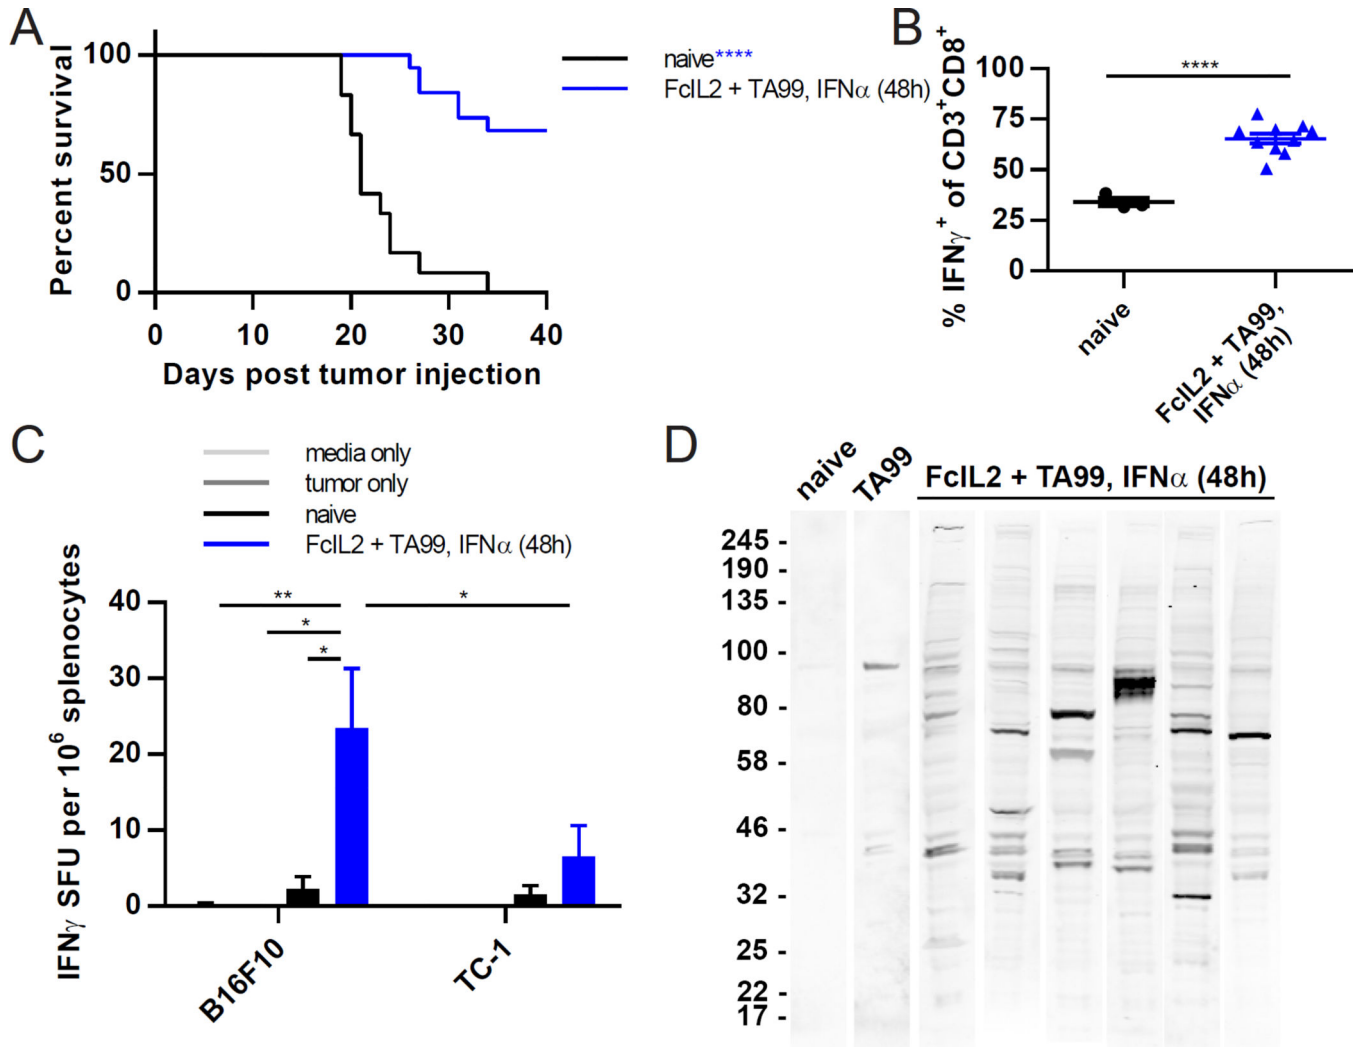 A
Percent survival
100
50
0
0 10 20 30 40
Days post tumor injection
naive****
FcIL2 + TA99, IFNα (48h)
B
% IFNγ⁺ of CD3⁺CD8⁺
100
75
50
25
0
****
naive
FcIL2 + TA99,
IFNα (48h)
C
media only
tumor only
naive
FcIL2 + TA99, IFNα (48h)
IFNγ SFU per 10⁶ splenocytes
40
30
20
10
0
**
*
*
*
B16F10
TC-1
D
naive
TA99
FcIL2 + TA99, IFNα (48h)
245 -
190 -
135 -
100 -
80 -
58 -
46 -
32 -
25 -
22 -
17 -